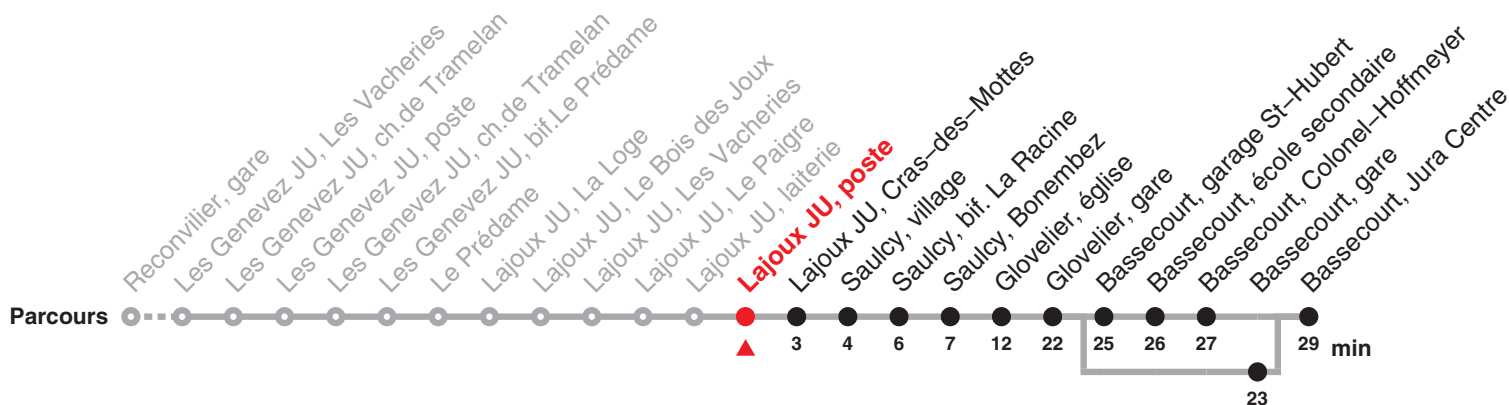 Reconvilier, gare
Les Genevez JU, Les Vacheries
Les Genevez JU, ch.de Tramelan
Les Genevez JU, poste
Les Genevez JU, ch.de Tramelan
Les Genevez JU, bif.Le Prédame
Le Prédame
Lajoux JU, La Loge
Lajoux JU, Le Bois des Joux
Lajoux JU, Les Vacheries
Lajoux JU, Le Paigre
Lajoux JU, laiterie
Lajoux JU, poste
Lajoux JU, Cras–des–Mottes
Saulcy, village
Saulcy, bif. La Racine
Saulcy, Bonembez
Glovelier, église
Glovelier, gare
Bassecourt, garage St–Hubert
Bassecourt, école secondaire
Bassecourt, Colonel–Hoffmeyer
Bassecourt, gare
Bassecourt, Jura Centre
Parcours
3 4 6 7 12 22 25 26 27 29 min
23